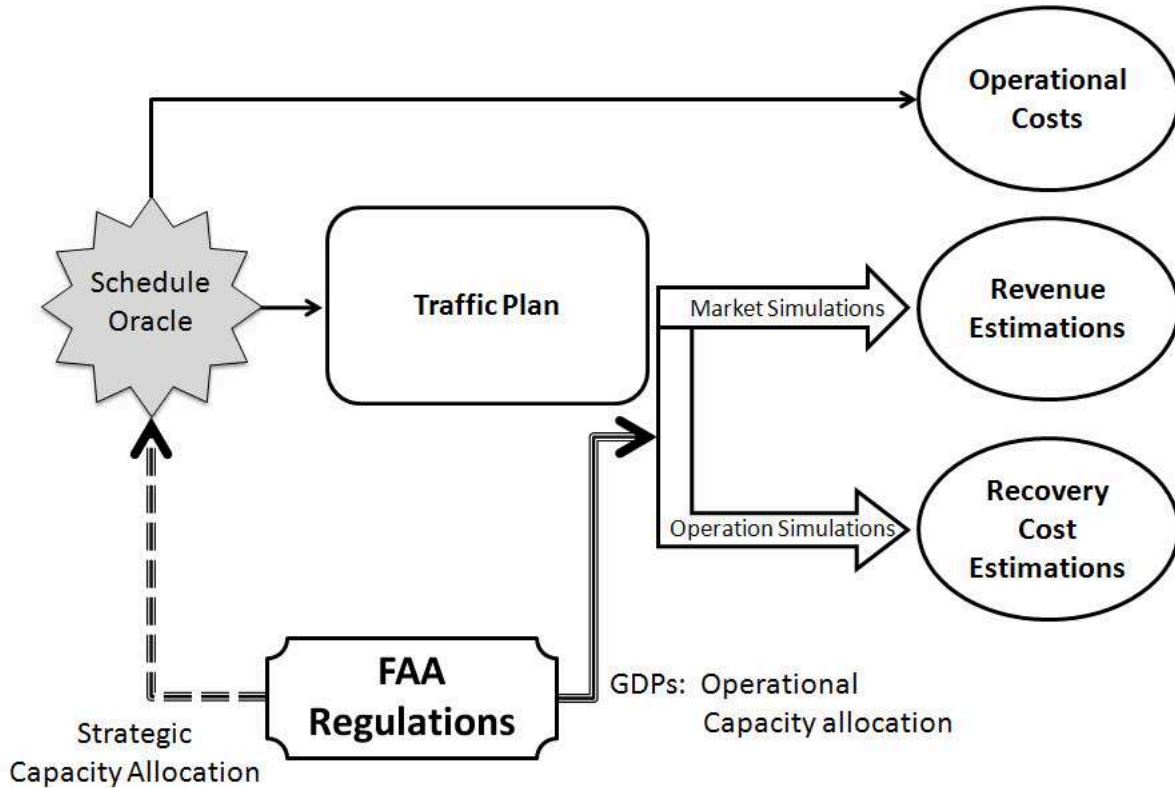 Operational
Costs
Schedule
Oracle
Traffic Plan
Market Simulations
Revenue
Estimations
Operation Simulations
Recovery
Cost
Estimations
FAA
Regulations
GDPs:  Operational
Capacity allocation
Strategic
Capacity Allocation